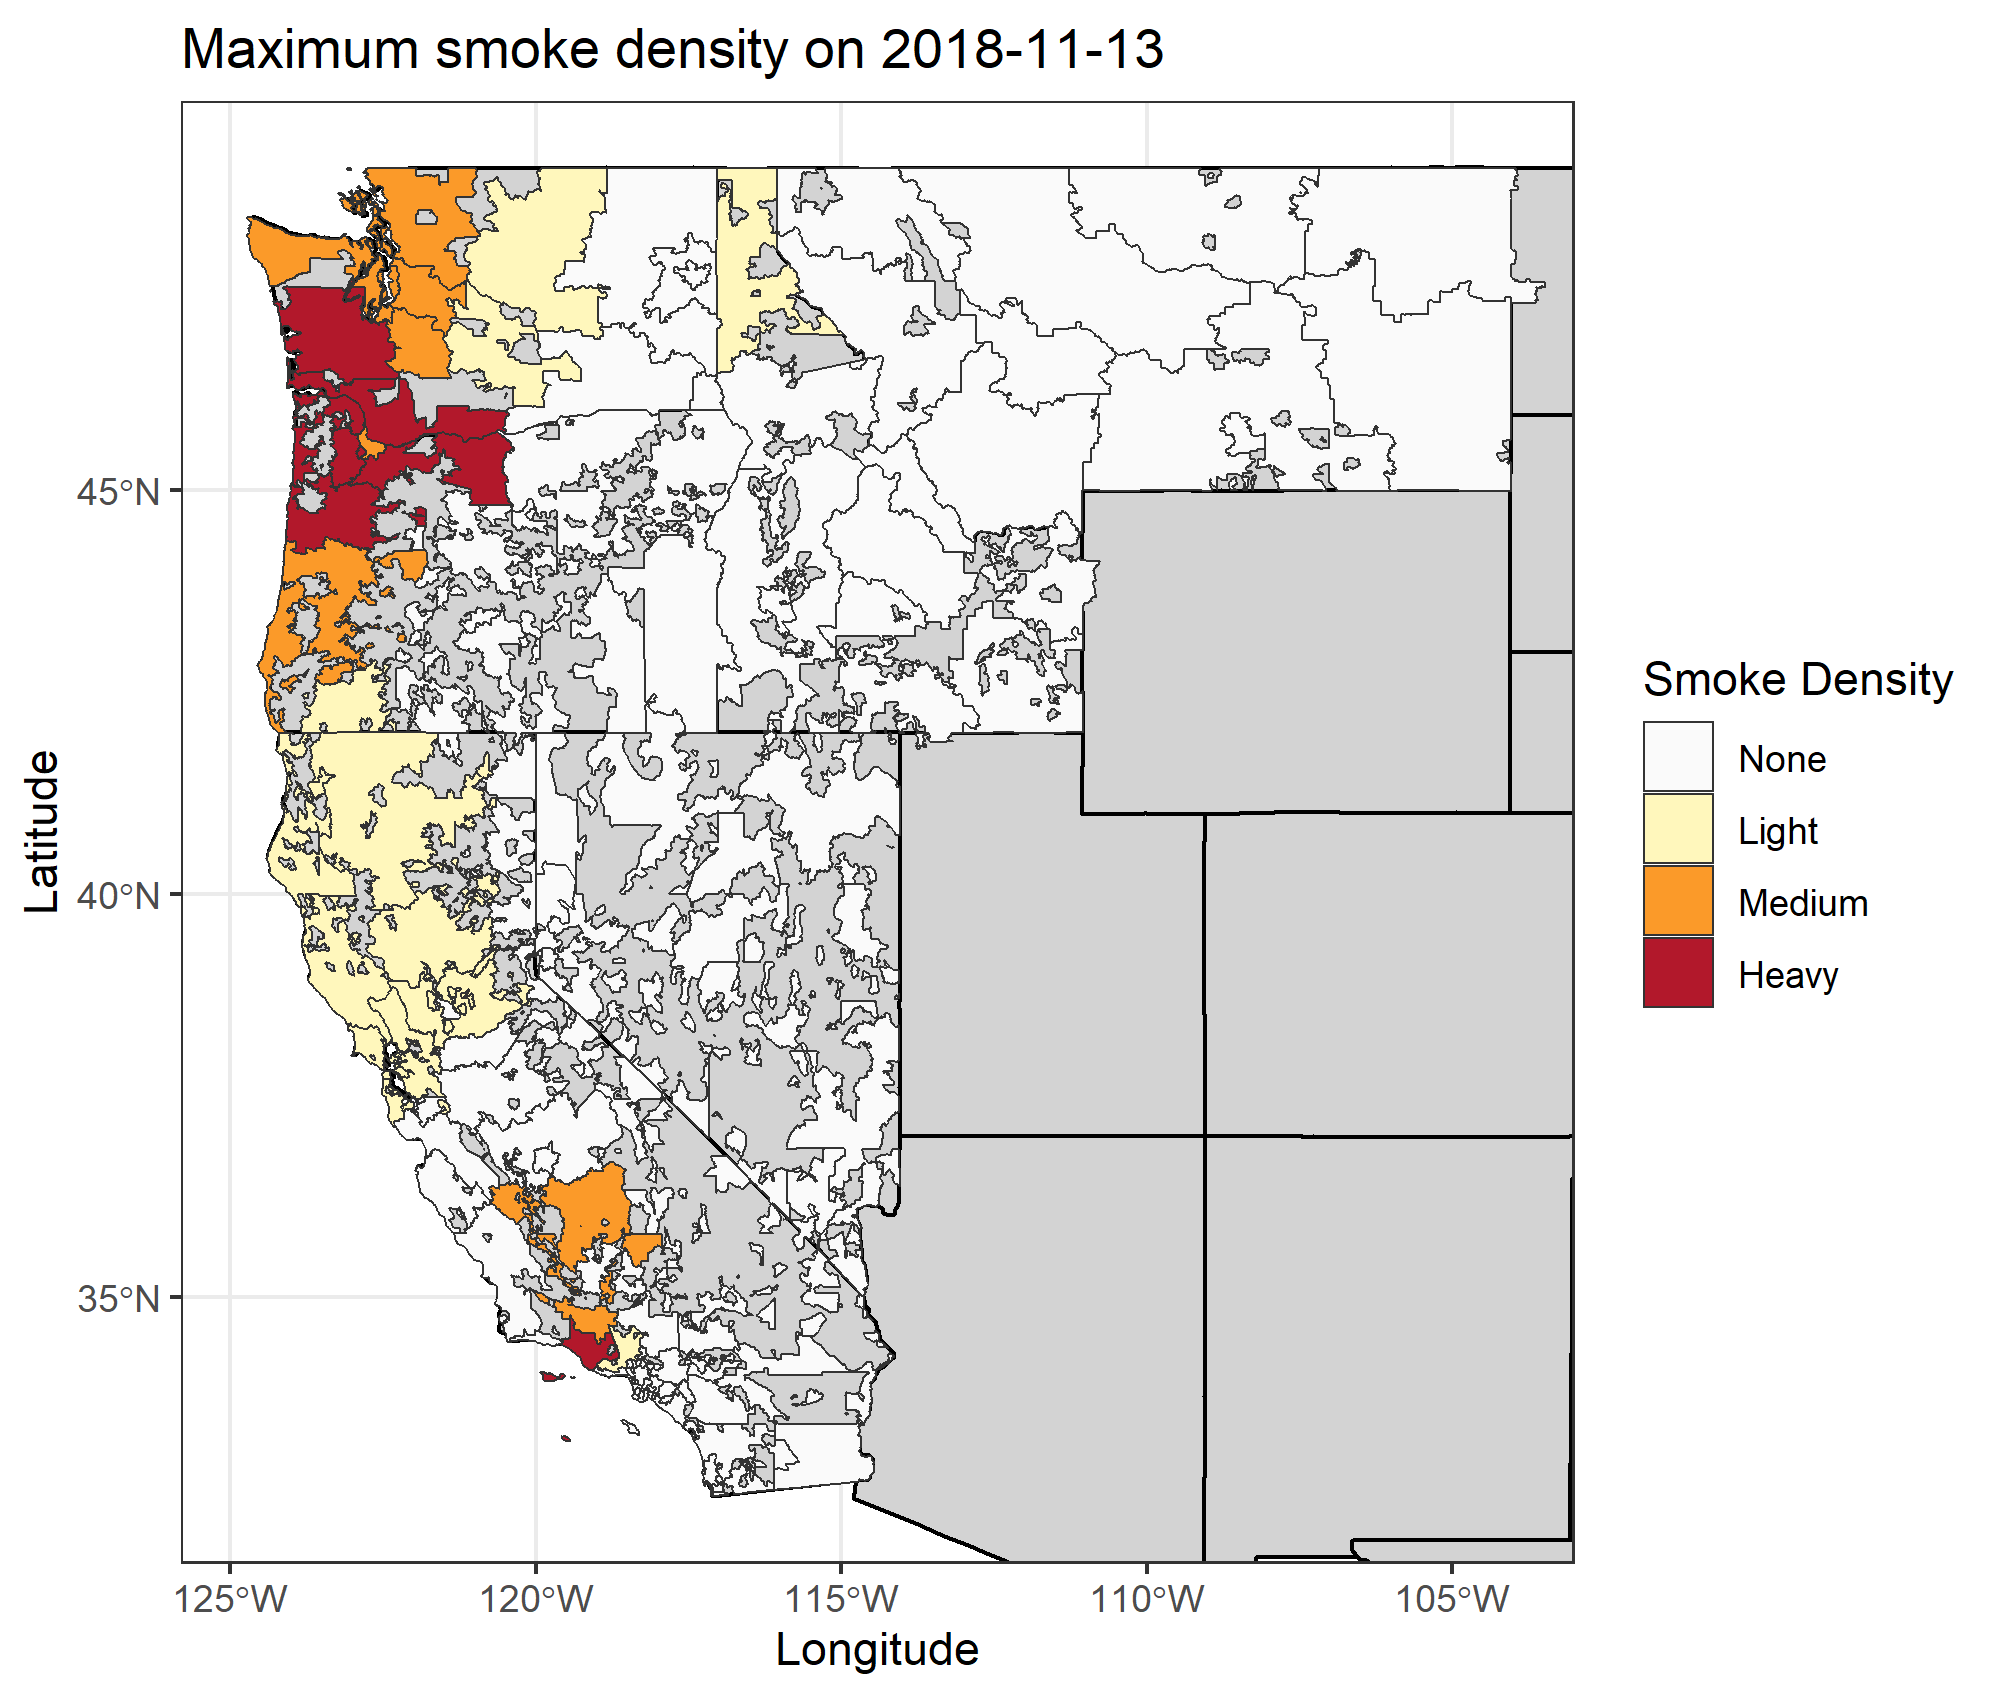 Maximum smoke density on 2018-11-13
45°N
40°N
35°N
Latitude
125°W
120°W
115°W
110°W
105°W
Longitude
Smoke Density
None
Light
Medium
Heavy